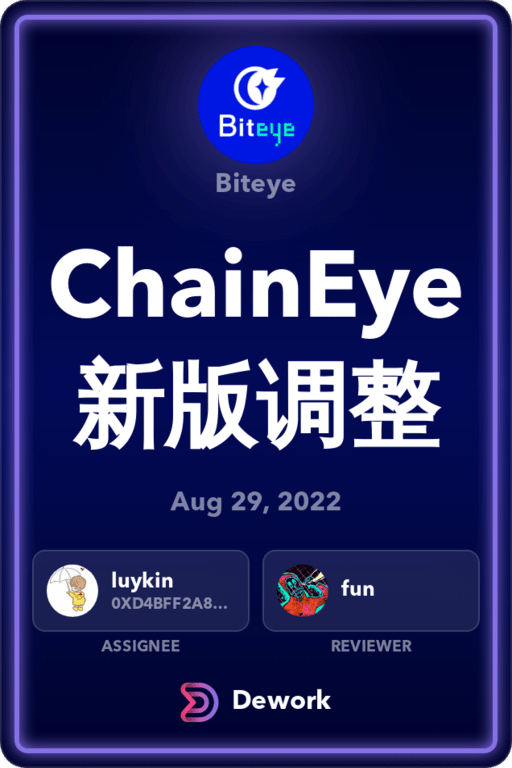 Biteye
Biteye
ChainEye
新版调整
Aug 29, 2022
luykin
0XD4BFF2A8...
ASSIGNEE
fun
REVIEWER
Dework